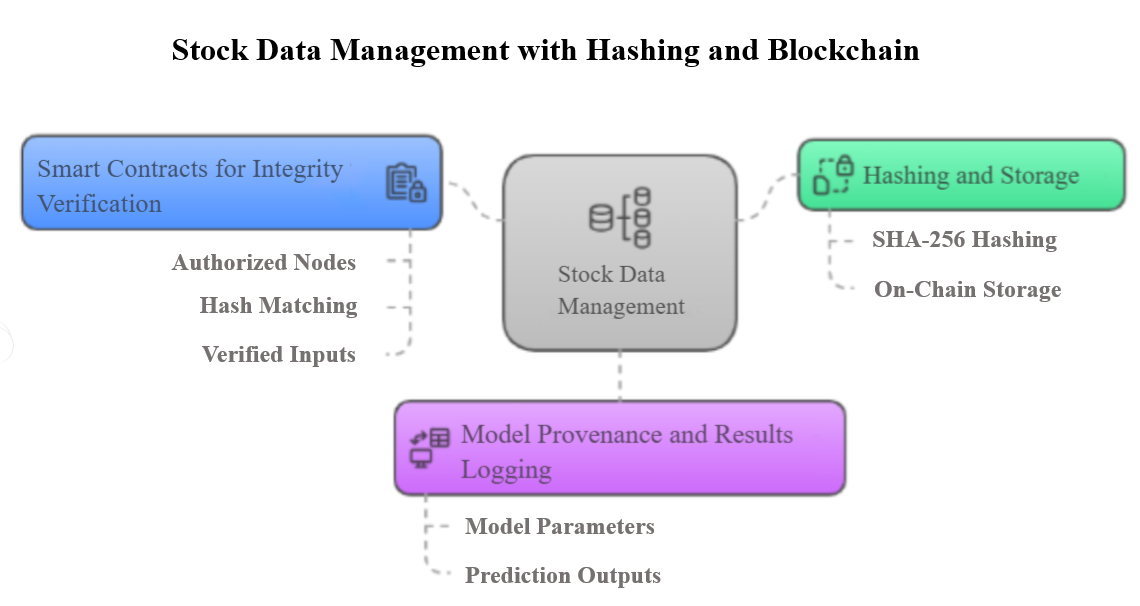 Stock Data Management with Hashing and Blockchain
Smart Contracts for Integrity
Verification
Authorized Nodes
Hash Matching
Verified Inputs
Stock Data
Management
Hashing and Storage
SHA-256 Hashing
On-Chain Storage
Model Provenance and Results
Logging
Model Parameters
Prediction Outputs